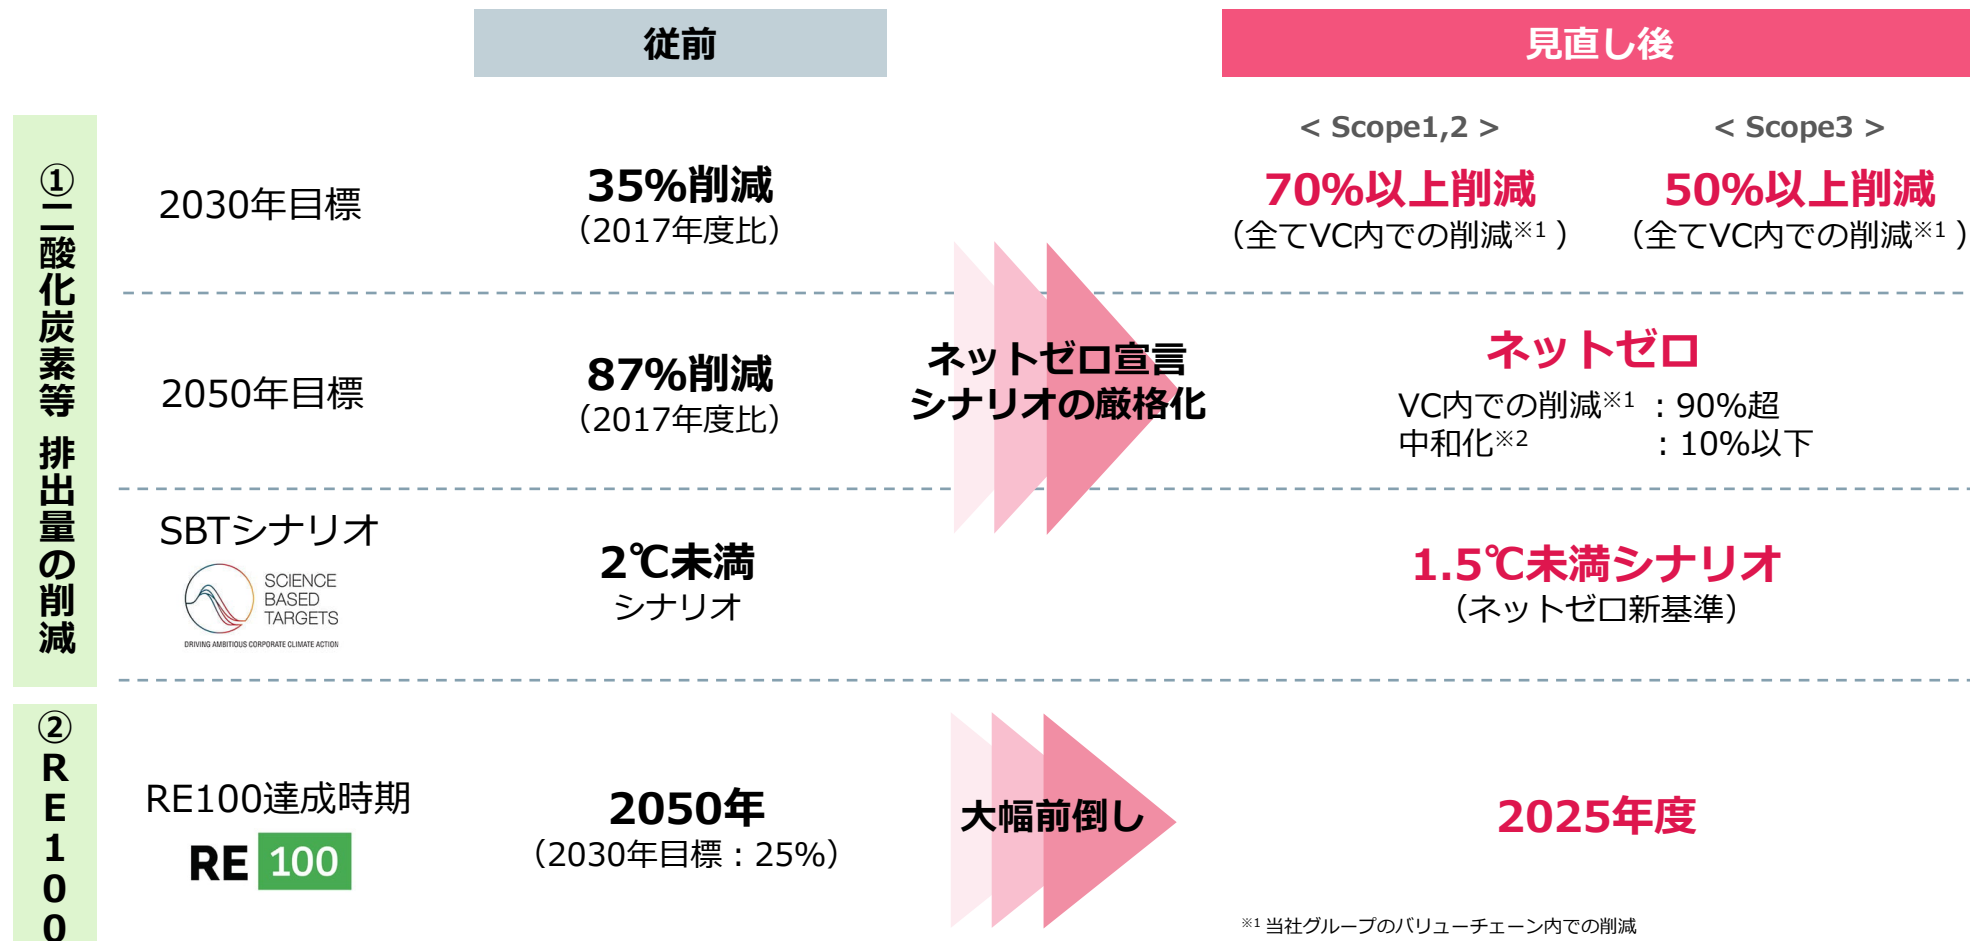 従前
見直し後
①二酸化炭素等 排出量の削減
< Scope1,2 >
< Scope3 >
2030年目標
35%削減
（2017年度比）
70%以上削減
（全てVC内での削減※1 ）
50%以上削減
（全てVC内での削減※1 ）
2050年目標
87%削減
（2017年度比）
ネットゼロ宣言
シナリオの厳格化
ネットゼロ
VC内での削減※1 ：90%超
中和化※2 ：10%以下
SBTシナリオ
SCIENCE
BASED
TARGETS
DRIVING AMBITIOUS CORPORATE CLIMATE ACTION
2℃未満
シナリオ
1.5℃未満シナリオ
（ネットゼロ新基準）
②RE100
RE100達成時期
RE 100
2050年
（2030年目標：25%）
大幅前倒し
2025年度
※1 当社グループのバリューチェーン内での削減